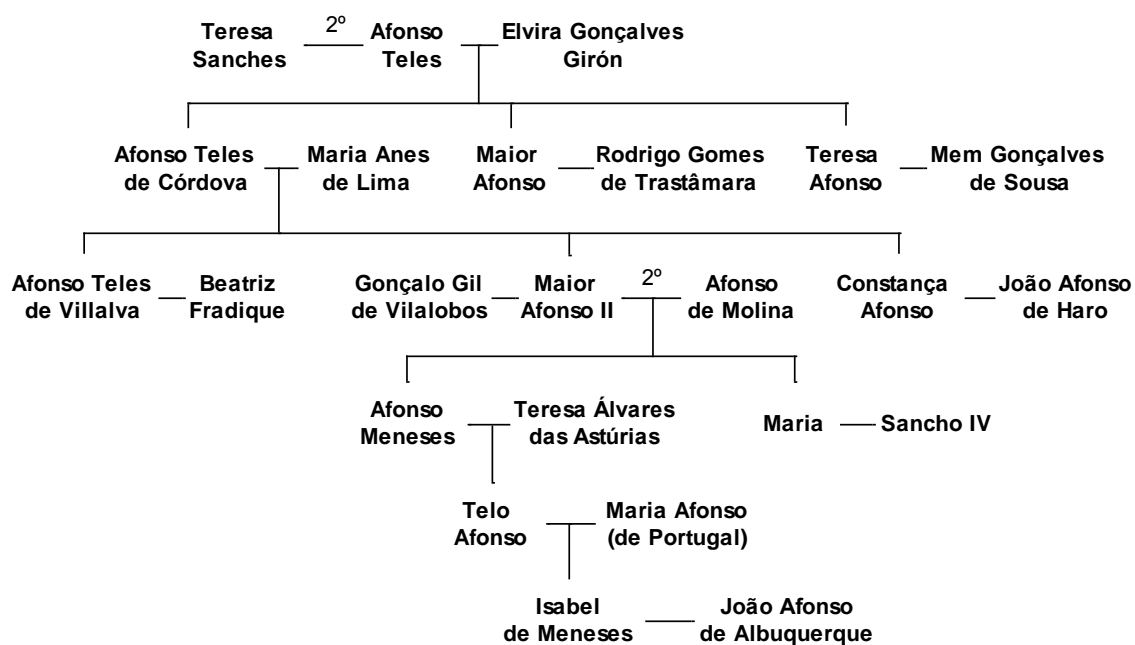 Teresa
Sanches
2º
Afonso
Teles
Elvira Gonçalves
Girón
Afonso Teles
de Córdova
Maria Anes
de Lima
Maior
Afonso
Rodrigo Gomes
de Trastâmara
Teresa
Afonso
Mem Gonçalves
de Sousa
Afonso Teles
de Villalva
Beatriz
Fradique
Gonçalo Gil
de Vilalobos
Maior
Afonso II
2º
Afonso
de Molina
Constança
Afonso
João Afonso
de Haro
Afonso
Meneses
Teresa Álvares
das Astúrias
Maria
Sancho IV
Telo
Afonso
Maria Afonso
(de Portugal)
Isabel
de Meneses
João Afonso
de Albuquerque